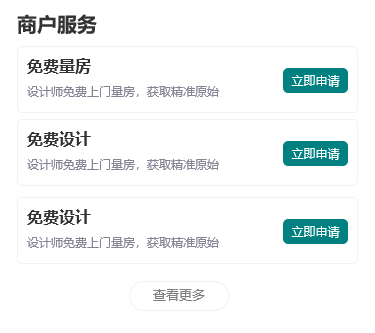 商户服务
免费量房
设计师免费上门量房，获取精准原始
立即申请
免费设计
设计师免费上门量房，获取精准原始
立即申请
免费设计
设计师免费上门量房，获取精准原始
立即申请
查看更多